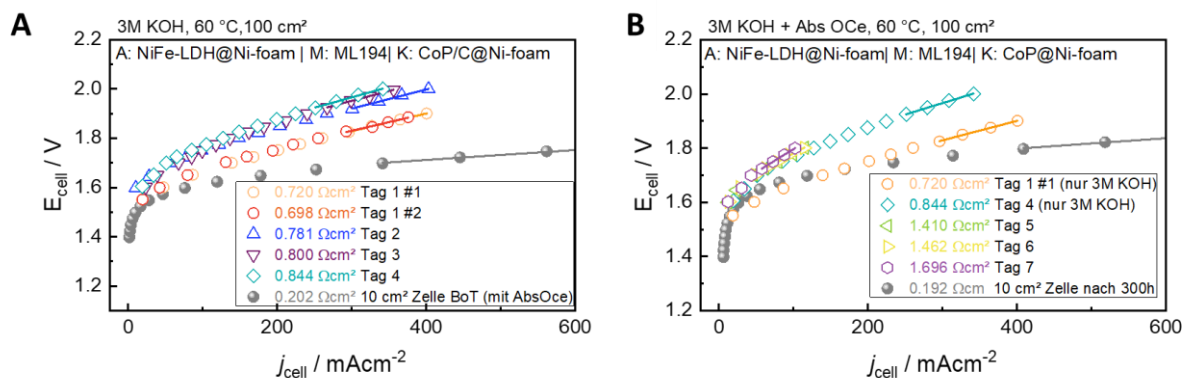 A
3M KOH, 60 °C,100 cm²
A: NiFe-LDH@Ni-foam | M: ML194| K: CoP/C@Ni-foam
2.2
2.0
1.8
1.6
1.4
1.2
E_cell / V
0.720 Ωcm² Tag 1 #1
0.698 Ωcm² Tag 1 #2
0.781 Ωcm² Tag 2
0.800 Ωcm² Tag 3
0.844 Ωcm² Tag 4
0.202 Ωcm² 10 cm² Zelle BoT (mit AbsOce)
0 200 400 600
j_cell / mAcm⁻²
B
3M KOH + Abs OCe, 60 °C, 100 cm²
A: NiFe-LDH@Ni-foam| M: ML194| K: CoP@Ni-foam
2.2
2.0
1.8
1.6
1.4
1.2
E_cell / V
0.720 Ωcm² Tag 1 #1 (nur 3M KOH)
0.844 Ωcm² Tag 4 (nur 3M KOH)
1.410 Ωcm² Tag 5
1.462 Ωcm² Tag 6
1.696 Ωcm² Tag 7
0.192 Ωcm 10 cm² Zelle nach 300h
0 200 400 600
j_cell / mAcm⁻²